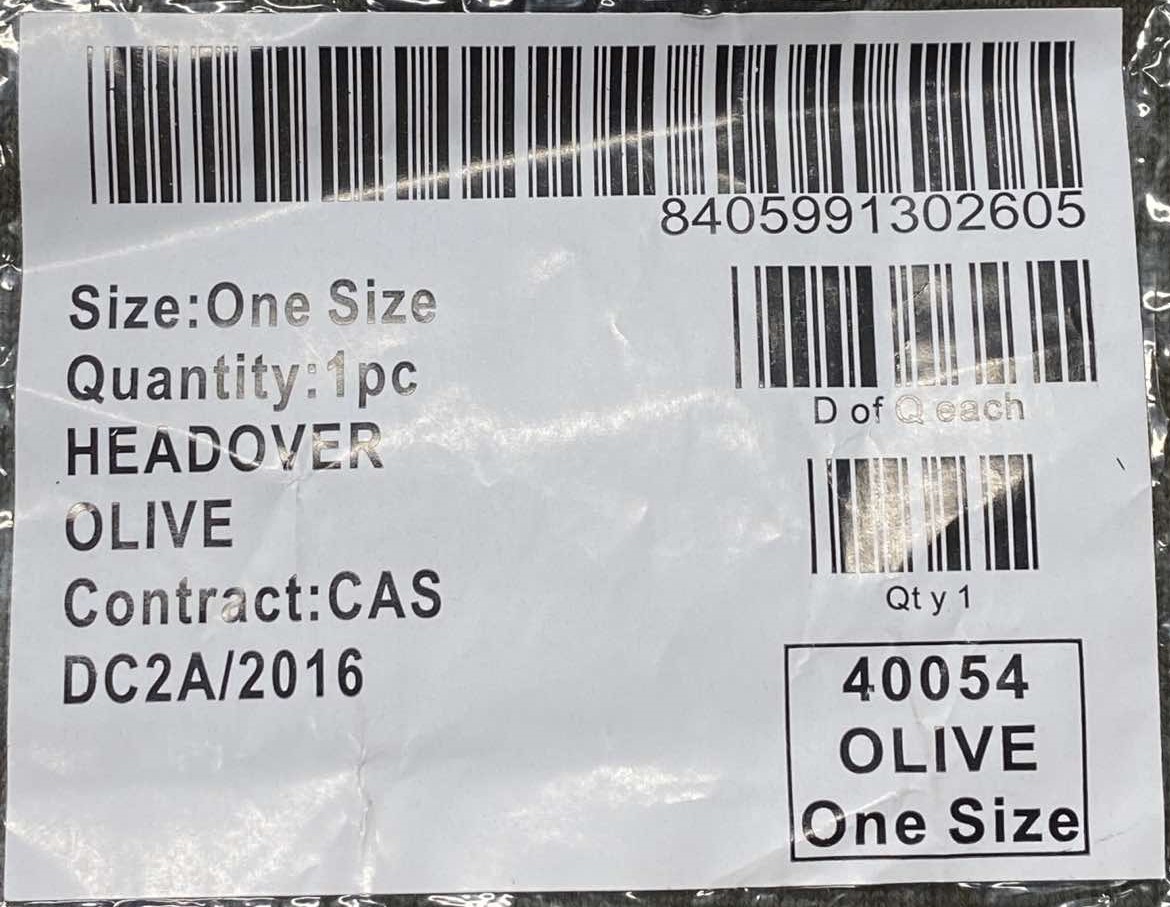 8405991302605
Size:One Size
Quantity:1pc
HEADOVER
OLIVE
Contract:CAS
DC2A/2016
D of Q each
Qty 1
40054
OLIVE
One Size